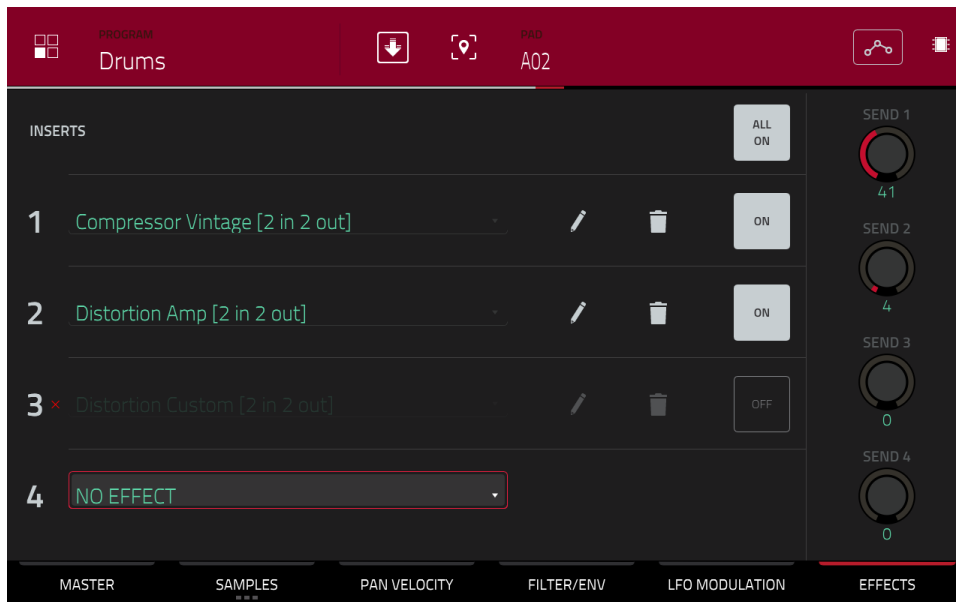 PROGRAM
Drums
PAD
A02
INSERTS
ALL
ON
1
Compressor Vintage [2 in 2 out]
ON
2
Distortion Amp [2 in 2 out]
ON
3
Distortion Custom [2 in 2 out]
OFF
4
NO EFFECT
SEND 1
41
SEND 2
4
SEND 3
0
SEND 4
0
MASTER
SAMPLES
PAN VELOCITY
FILTER/ENV
LFO MODULATION
EFFECTS